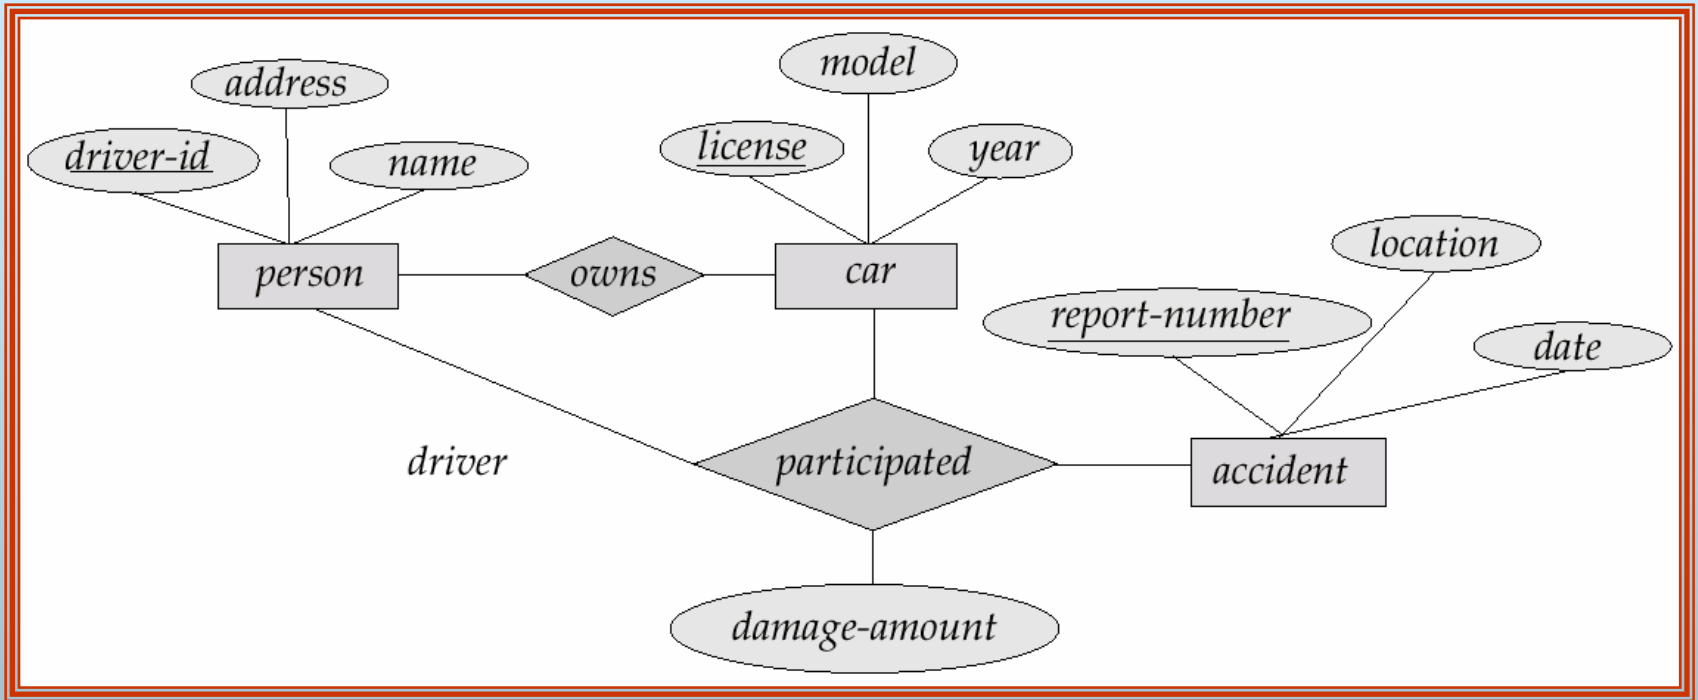 model
address
license
year
driver-id
name
location
person
owns
car
report-number
date
driver
participated
accident
damage-amount